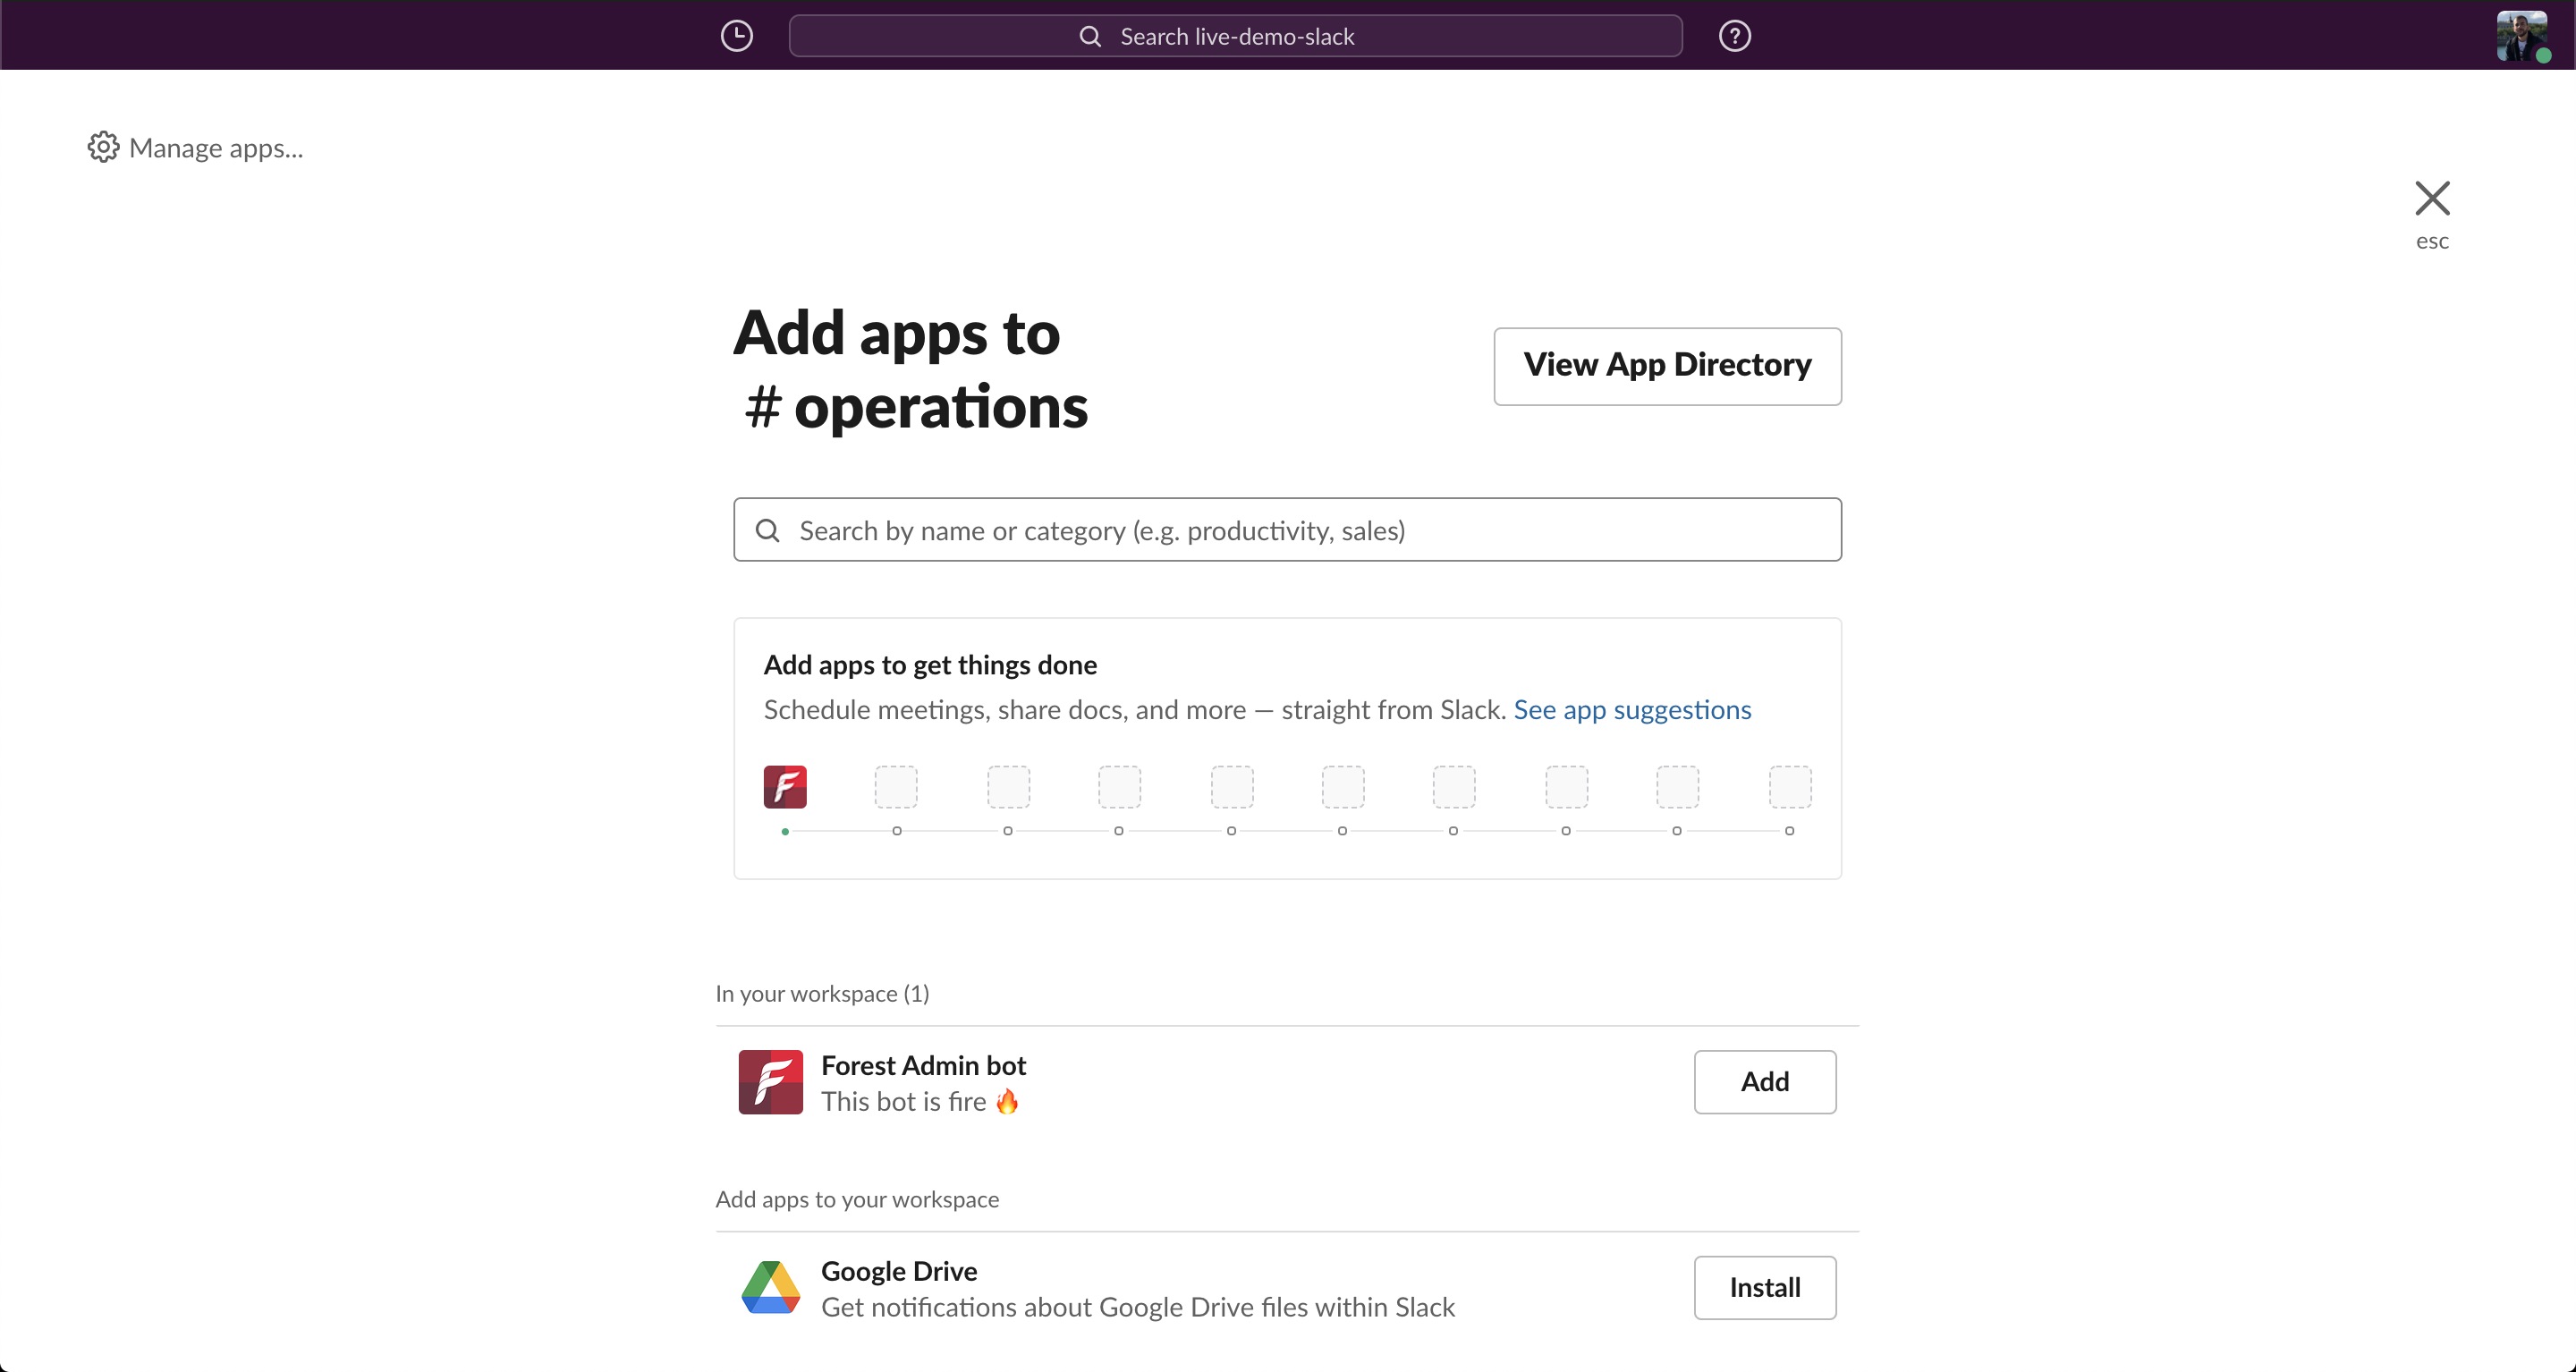 Search live-demo-slack
Manage apps...
esc
Add apps to
# operations
View App Directory
Search by name or category (e.g. productivity, sales)
Add apps to get things done
Schedule meetings, share docs, and more — straight from Slack. See app suggestions
In your workspace (1)
Forest Admin bot
This bot is fire 🔥
Add
Add apps to your workspace
Google Drive
Get notifications about Google Drive files within Slack
Install